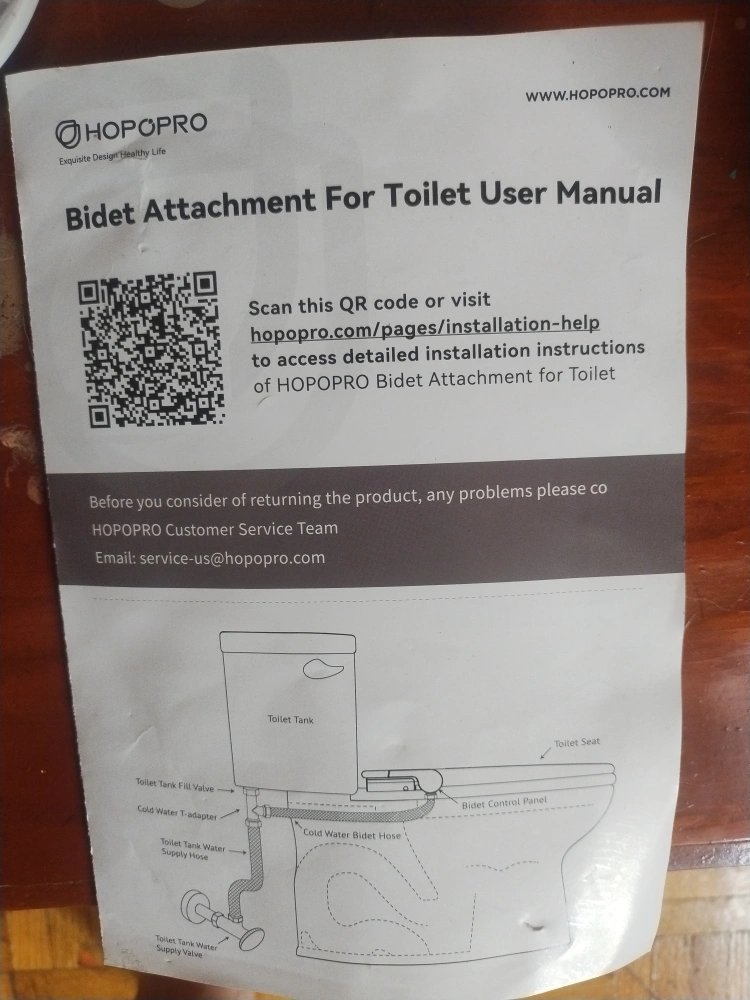 WWW.HOPOPRO.COM
HOPOPRO
Exquisite Design Healthy Life
Bidet Attachment For Toilet User Manual
Scan this QR code or visit
hopopro.com/pages/installation-help
to access detailed installation instructions
of HOPOPRO Bidet Attachment for Toilet
Before you consider of returning the product, any problems please co
HOPOPRO Customer Service Team
Email: service-us@hopopro.com
Toilet Tank
Toilet Seat
Toilet Tank Fill Valve
Bidet Control Panel
Cold Water T-adapter
Cold Water Bidet Hose
Toilet Tank Water
Supply Hose
Toilet Tank Water
Supply Valve